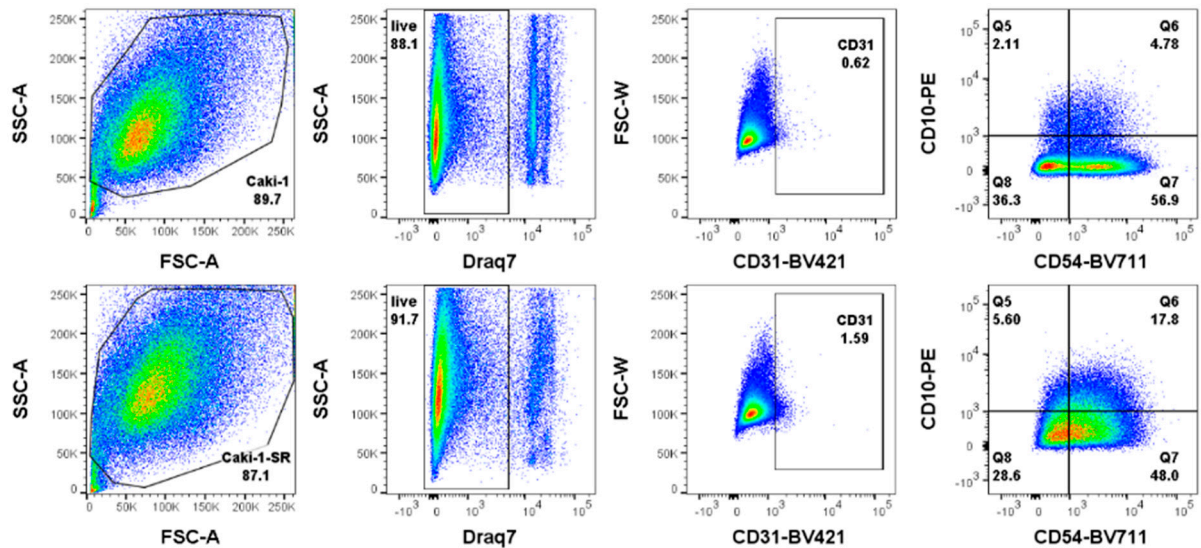 250K
200K
150K
100K
50K
0
SSC-A
Caki-1
89.7
0 50K 100K 150K 200K 250K
FSC-A
250K
200K
150K
100K
50K
0
SSC-A
live
88.1
-10³ 0 10³ 10⁴ 10⁵
Draq7
250K
200K
150K
100K
50K
0
FSC-W
CD31
0.62
-10³ 0 10³ 10⁴ 10⁵
CD31-BV421
10⁵
10⁴
10³
0
-10³
CD10-PE
Q5
2.11
Q6
4.78
Q8
36.3
Q7
56.9
-10³ 0 10³ 10⁴ 10⁵
CD54-BV711
250K
200K
150K
100K
50K
0
SSC-A
Caki-1-SR
87.1
0 50K 100K 150K 200K 250K
FSC-A
250K
200K
150K
100K
50K
0
SSC-A
live
91.7
-10³ 0 10³ 10⁴ 10⁵
Draq7
250K
200K
150K
100K
50K
0
FSC-W
CD31
1.59
-10³ 0 10³ 10⁴ 10⁵
CD31-BV421
10⁵
10⁴
10³
0
-10³
CD10-PE
Q5
5.60
Q6
17.8
Q8
28.6
Q7
48.0
-10³ 0 10³ 10⁴ 10⁵
CD54-BV711